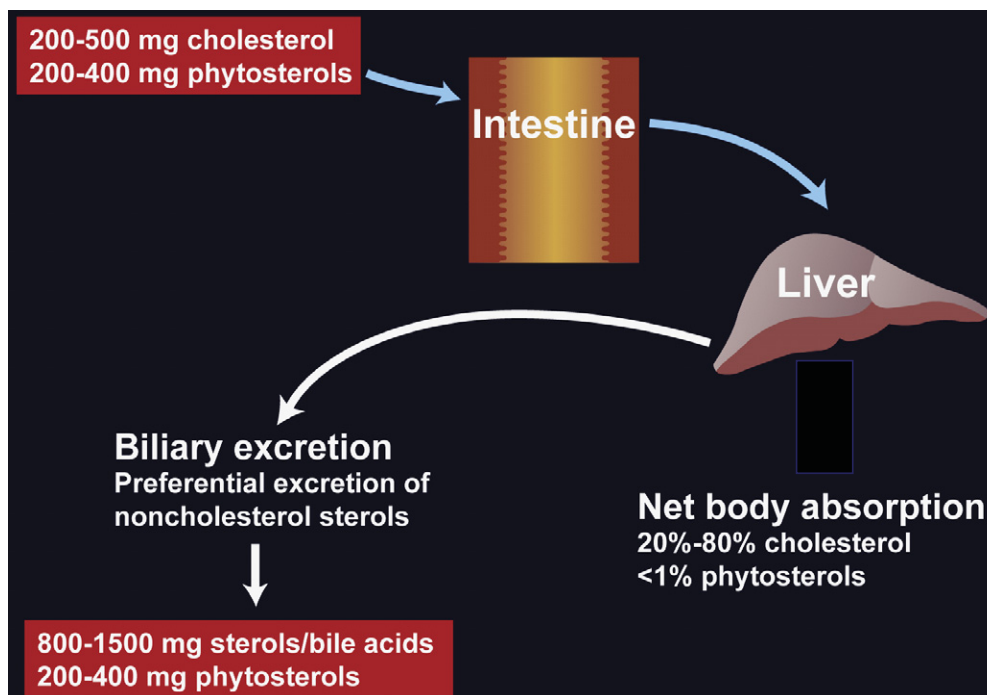 200-500 mg cholesterol
200-400 mg phytosterols
Intestine
Liver
Biliary excretion
Preferential excretion of
noncholesterol sterols
Net body absorption
20%-80% cholesterol
<1% phytosterols
800-1500 mg sterols/bile acids
200-400 mg phytosterols